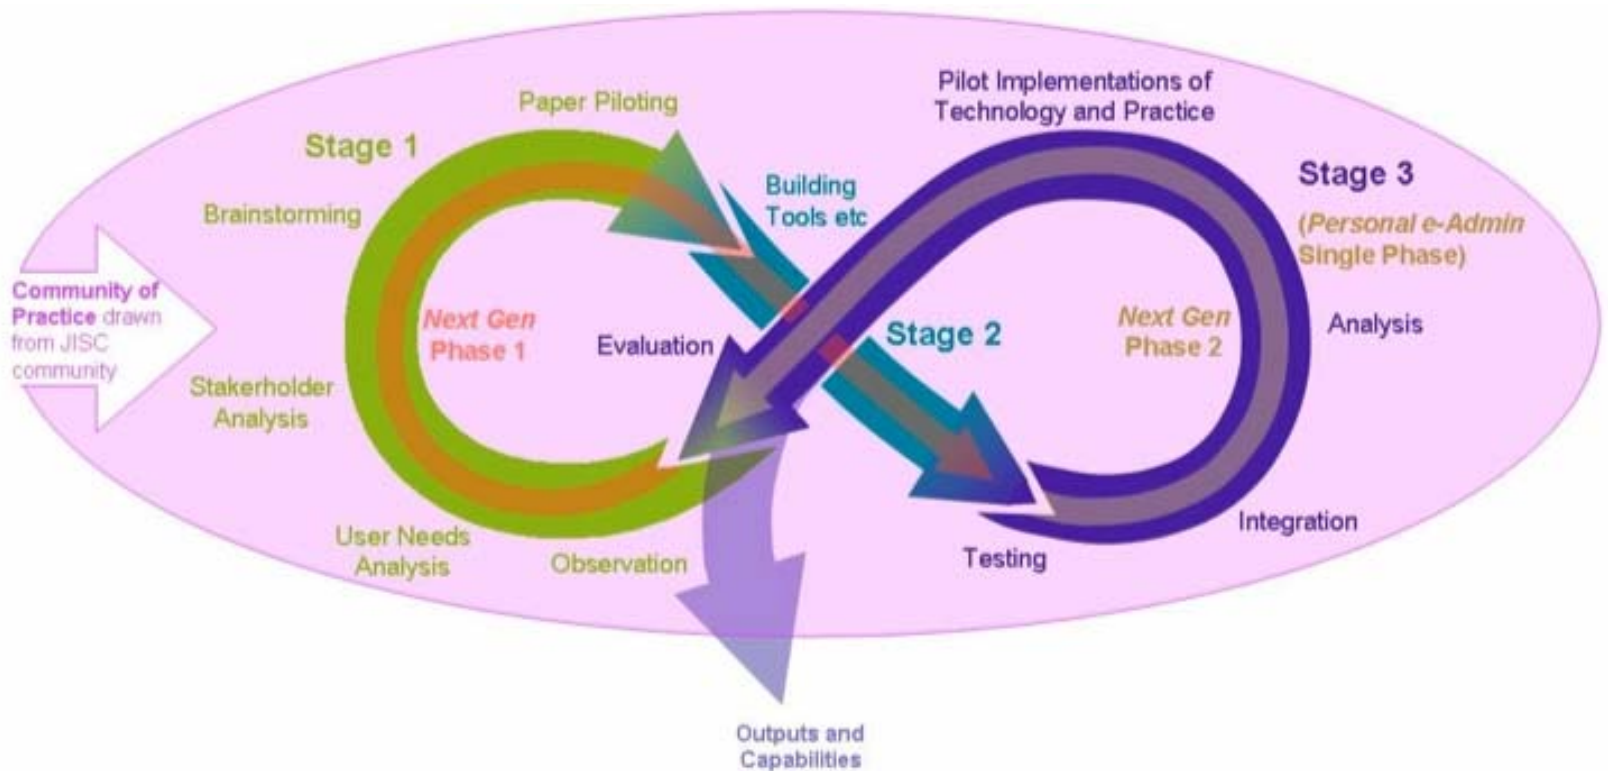 Pilot Implementations of
Technology and Practice
Paper Piloting
Stage 1
Building
Tools etc
Stage 3
(Personal e-Admin
Single Phase)
Brainstorming
Community of
Practice drawn
from JISC
community
Next Gen
Phase 1
Evaluation
Stage 2
Next Gen
Phase 2
Analysis
Stakerholder
Analysis
User Needs
Analysis
Observation
Testing
Integration
Outputs and
Capabilities